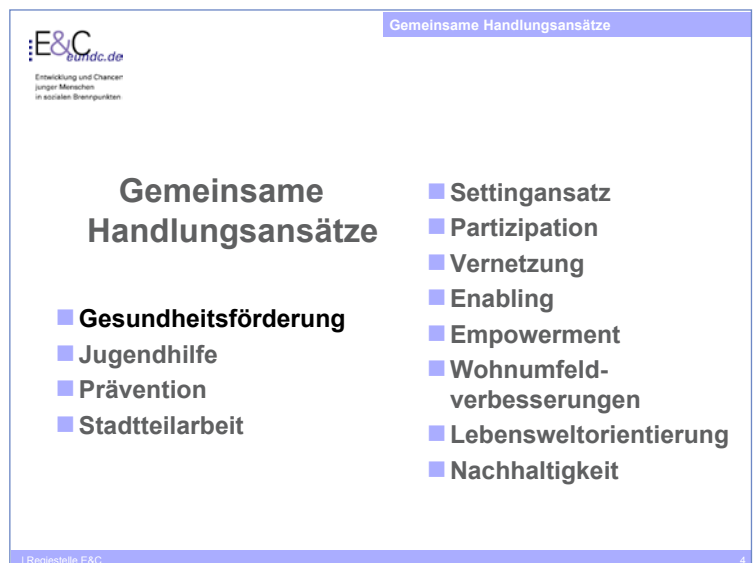 Gemeinsame Handlungsansätze
E&C
eundc.de
Entwicklung und Chancen
junger Menschen
in sozialen Brennpunkten
Gemeinsame
Handlungsansätze
Gesundheitsförderung
Jugendhilfe
Prävention
Stadtteilarbeit
Settingansatz
Partizipation
Vernetzung
Enabling
Empowerment
Wohnumfeld-
verbesserungen
Lebensweltorientierung
Nachhaltigkeit
| Regiestelle E&C
4